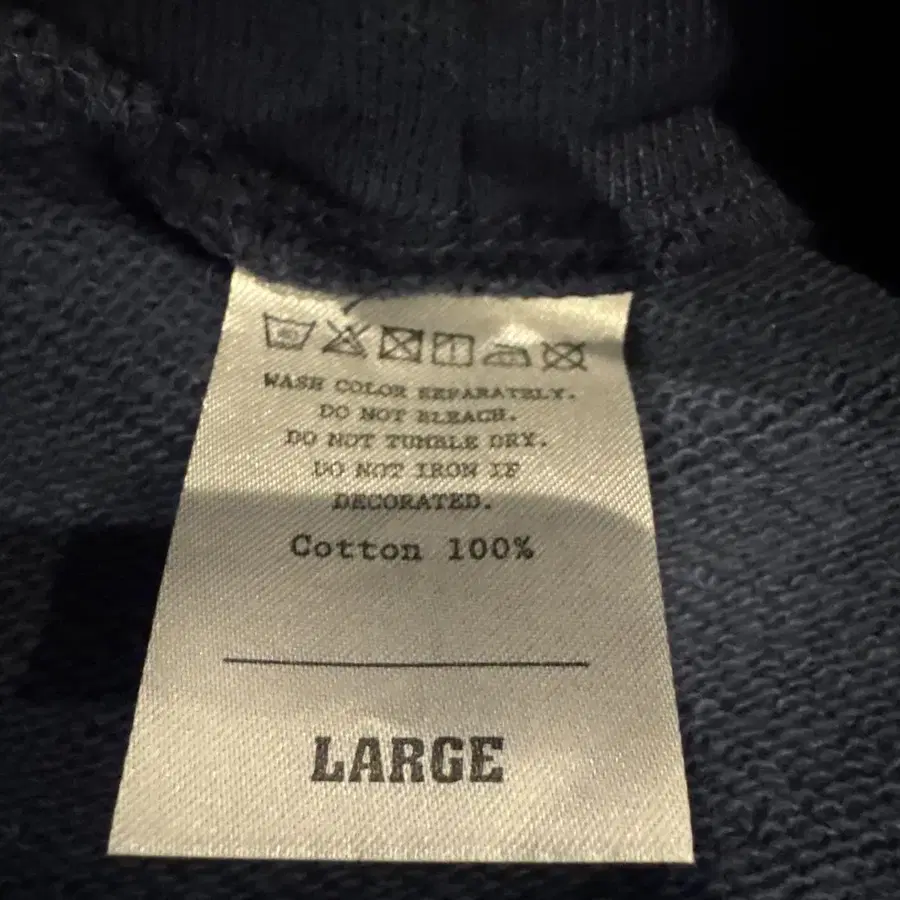 WASH COLOR SEPARATELY.
DO NOT BLEACH.
DO NOT TUMBLE DRY.
DO NOT IRON IF
DECORATED.
Cotton 100%
LARGE